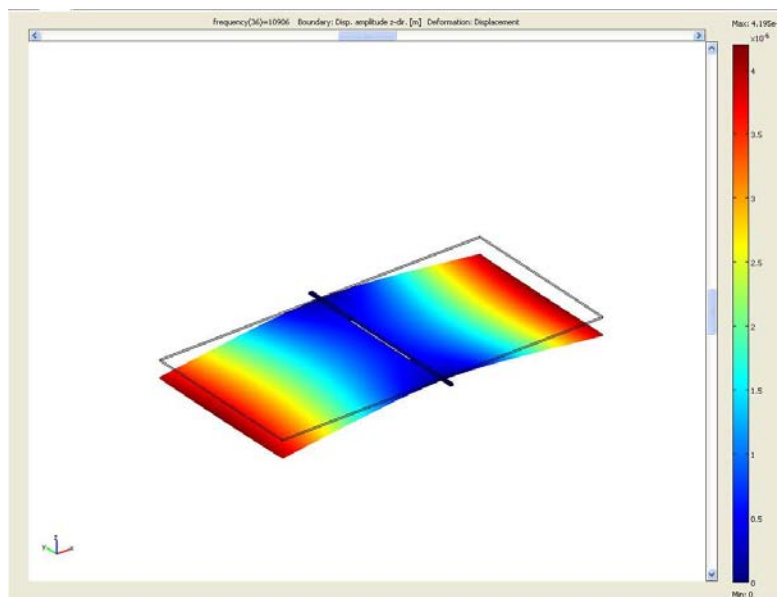 frequency(36)=10906 Boundary: Disp. amplitude z-dir. [m] Deformation: Displacement
Max: 4.195e-
×10⁻⁶
4
3.5
3
2.5
2
1.5
1
0.5
0
Min: 0
z
y x